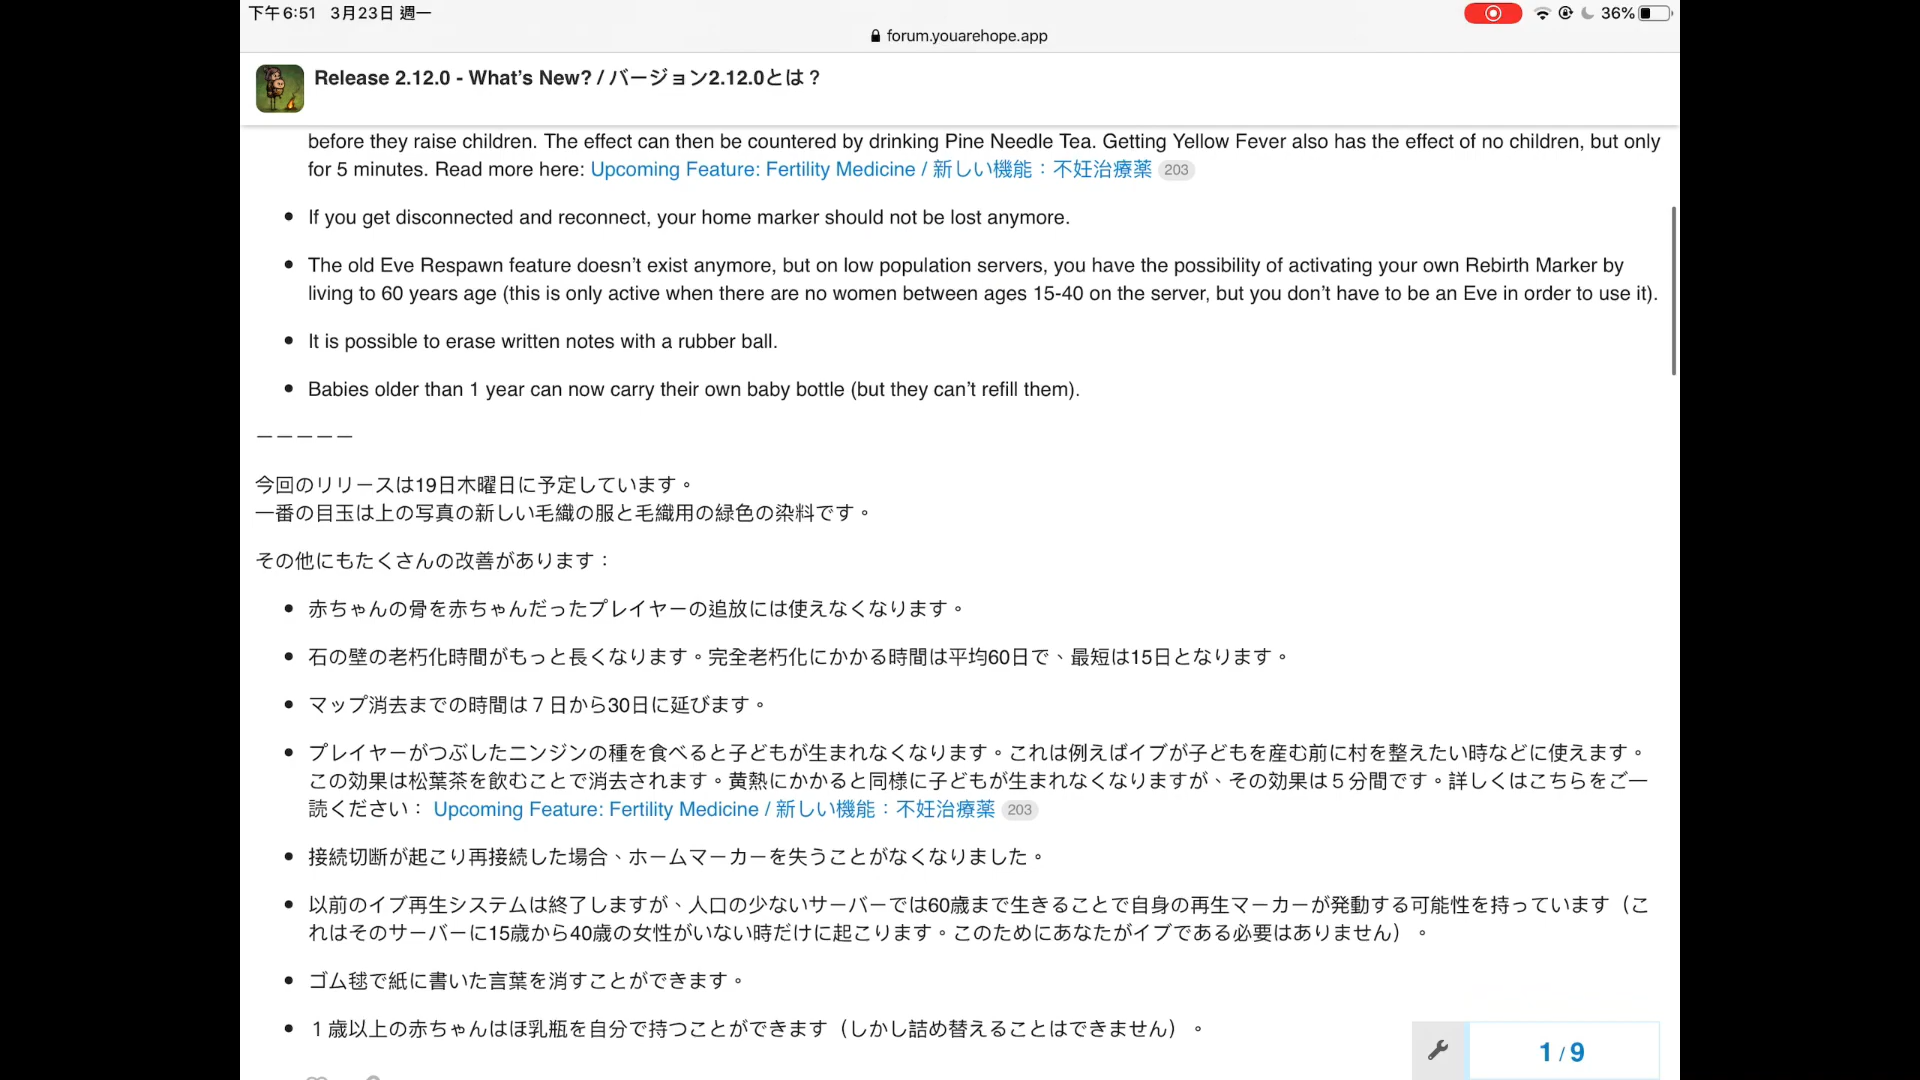 下午6:51 3月23日 週一
36%
forum.youarehope.app
Release 2.12.0 - What’s New? / バージョン2.12.0とは？
before they raise children. The effect can then be countered by drinking Pine Needle Tea. Getting Yellow Fever also has the effect of no children, but only
for 5 minutes. Read more here: Upcoming Feature: Fertility Medicine / 新しい機能：不妊治療薬 203
If you get disconnected and reconnect, your home marker should not be lost anymore.
The old Eve Respawn feature doesn’t exist anymore, but on low population servers, you have the possibility of activating your own Rebirth Marker by
living to 60 years age (this is only active when there are no women between ages 15-40 on the server, but you don’t have to be an Eve in order to use it).
It is possible to erase written notes with a rubber ball.
Babies older than 1 year can now carry their own baby bottle (but they can’t refill them).
ーーーーー
今回のリリースは19日木曜日に予定しています。
一番の目玉は上の写真の新しい毛織の服と毛織用の緑色の染料です。
その他にもたくさんの改善があります：
赤ちゃんの骨を赤ちゃんだったプレイヤーの追放には使えなくなります。
石の壁の老朽化時間がもっと長くなります。完全老朽化にかかる時間は平均60日で、最短は15日となります。
マップ消去までの時間は７日から30日に延びます。
プレイヤーがつぶしたニンジンの種を食べると子どもが生まれなくなります。これは例えばイブが子どもを産む前に村を整えたい時などに使えます。
この効果は松葉茶を飲むことで消去されます。黄熱にかかると同様に子どもが生まれなくなりますが、その効果は５分間です。詳しくはこちらをご一
読ください： Upcoming Feature: Fertility Medicine / 新しい機能：不妊治療薬 203
接続切断が起こり再接続した場合、ホームマーカーを失うことがなくなりました。
以前のイブ再生システムは終了しますが、人口の少ないサーバーでは60歳まで生きることで自身の再生マーカーが発動する可能性を持っています（こ
れはそのサーバーに15歳から40歳の女性がいない時だけに起こります。このためにあなたがイブである必要はありません）。
ゴム毬で紙に書いた言葉を消すことができます。
１歳以上の赤ちゃんはほ乳瓶を自分で持つことができます（しかし詰め替えることはできません）。
1 / 9